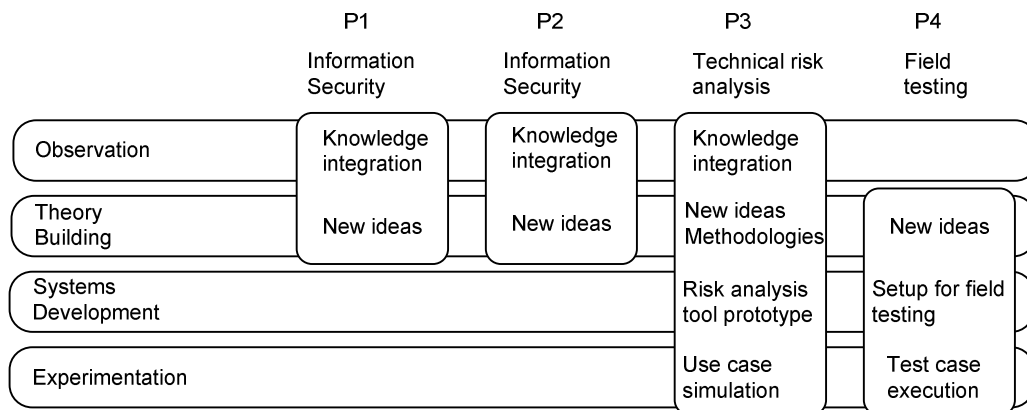 P1 P2 P3 P4
Information Security
Information Security
Technical risk analysis
Field testing
Observation
Knowledge integration
Knowledge integration
Knowledge integration
Theory Building
New ideas
New ideas
New ideas Methodologies
New ideas
Systems Development
Risk analysis tool prototype
Setup for field testing
Experimentation
Use case simulation
Test case execution